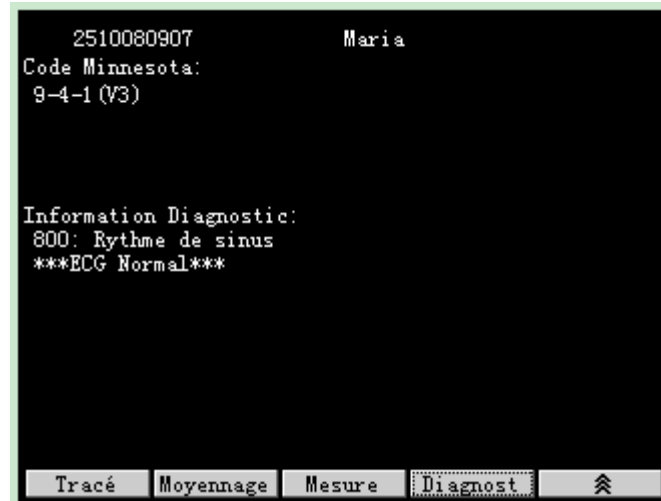 2510080907 Maria
Code Minnesota:
9-4-1(V3)
Information Diagnostic:
800: Rythme de sinus
***ECG Normal***
Tracé Moyennage Mesure Diagnost